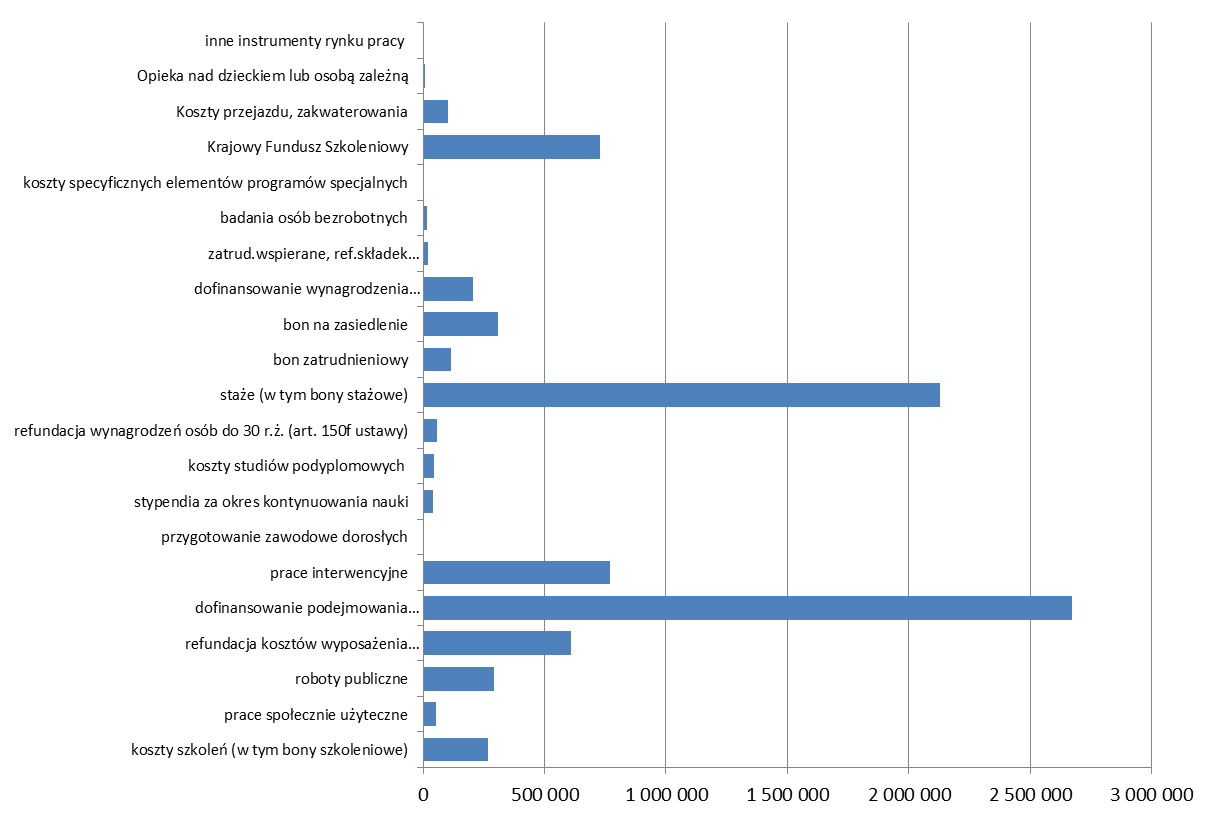 inne instrumenty rynku pracy
Opieka nad dzieckiem lub osobą zależną
Koszty przejazdu, zakwaterowania
Krajowy Fundusz Szkoleniowy
koszty specyficznych elementów programów specjalnych
badania osób bezrobotnych
zatrud.wspierane, ref.składek...
dofinansowanie wynagrodzenia...
bon na zasiedlenie
bon zatrudnieniowy
staże (w tym bony stażowe)
refundacja wynagrodzeń osób do 30 r.ż. (art. 150f ustawy)
koszty studiów podyplomowych
stypendia za okres kontynuowania nauki
przygotowanie zawodowe dorosłych
prace interwencyjne
dofinansowanie podejmowania...
refundacja kosztów wyposażenia...
roboty publiczne
prace społecznie użyteczne
koszty szkoleń (w tym bony szkoleniowe)
0 500 000 1 000 000 1 500 000 2 000 000 2 500 000 3 000 000